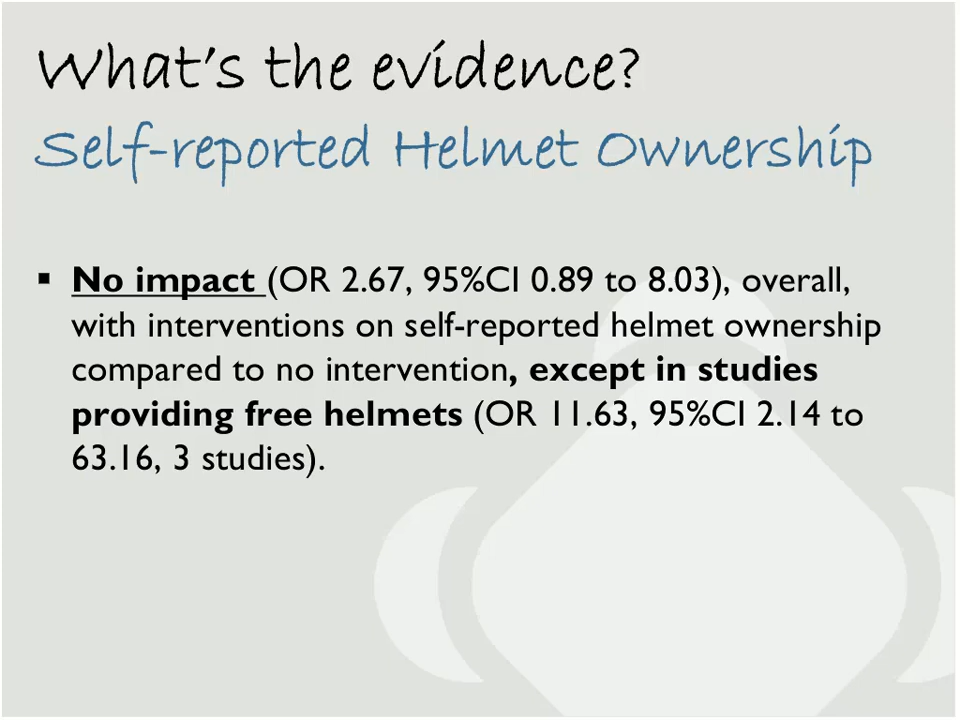 What's the evidence?
Self-reported Helmet Ownership
▪ No impact (OR 2.67, 95%CI 0.89 to 8.03), overall,
with interventions on self-reported helmet ownership
compared to no intervention, except in studies
providing free helmets (OR 11.63, 95%CI 2.14 to
63.16, 3 studies).